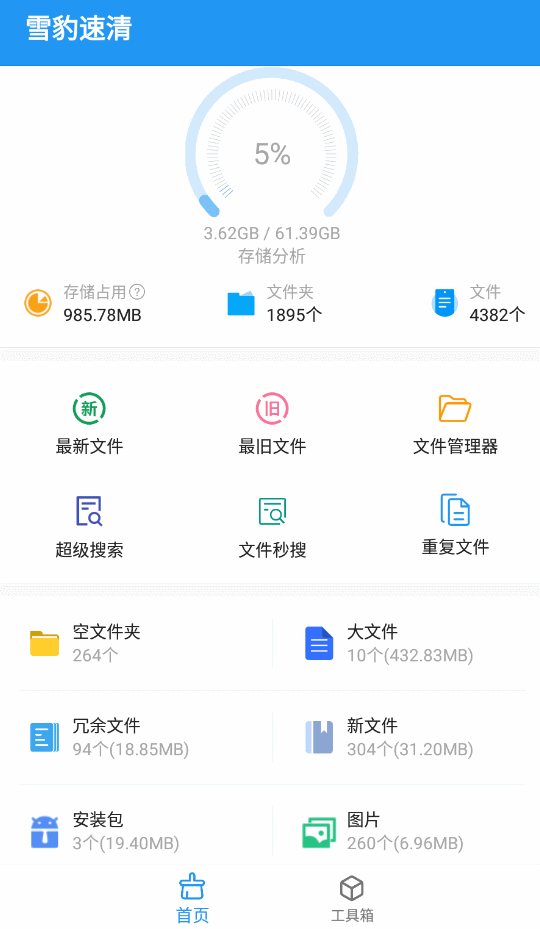 雪豹速清
5%
3.62GB / 61.39GB
存储分析
存储占用?
985.78MB
文件夹
1895个
文件
4382个
新
最新文件
旧
最旧文件
文件管理器
超级搜索
文件秒搜
重复文件
空文件夹
264个
大文件
10个(432.83MB)
冗余文件
94个(18.85MB)
新文件
304个(31.20MB)
安装包
3个(19.40MB)
图片
260个(6.96MB)
首页
工具箱